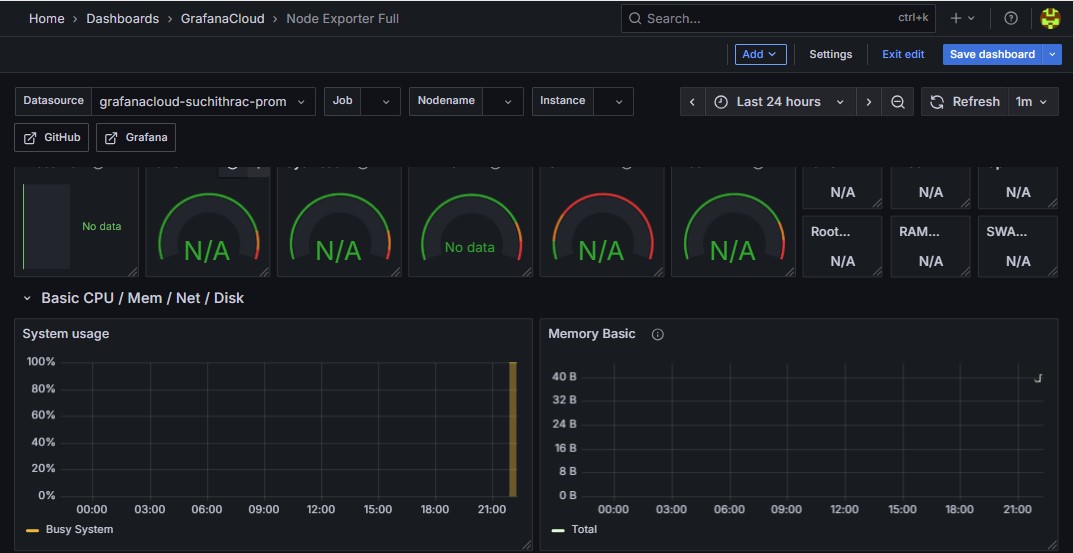 Home > Dashboards > GrafanaCloud > Node Exporter Full
Search... ctrl+k
Add Settings Exit edit Save dashboard
Datasource grafanacloud-suchithrac-prom Job Nodename Instance Last 24 hours Refresh 1m
GitHub Grafana
N/A N/A N/A
No data N/A N/A No data N/A N/A
Root... RAM... SWA...
N/A N/A N/A
Basic CPU / Mem / Net / Disk
System usage
100%
80%
60%
40%
20%
0%
00:00 03:00 06:00 09:00 12:00 15:00 18:00 21:00
Busy System
Memory Basic
40 B
32 B
24 B
16 B
8 B
0 B
00:00 03:00 06:00 09:00 12:00 15:00 18:00 21:00
Total